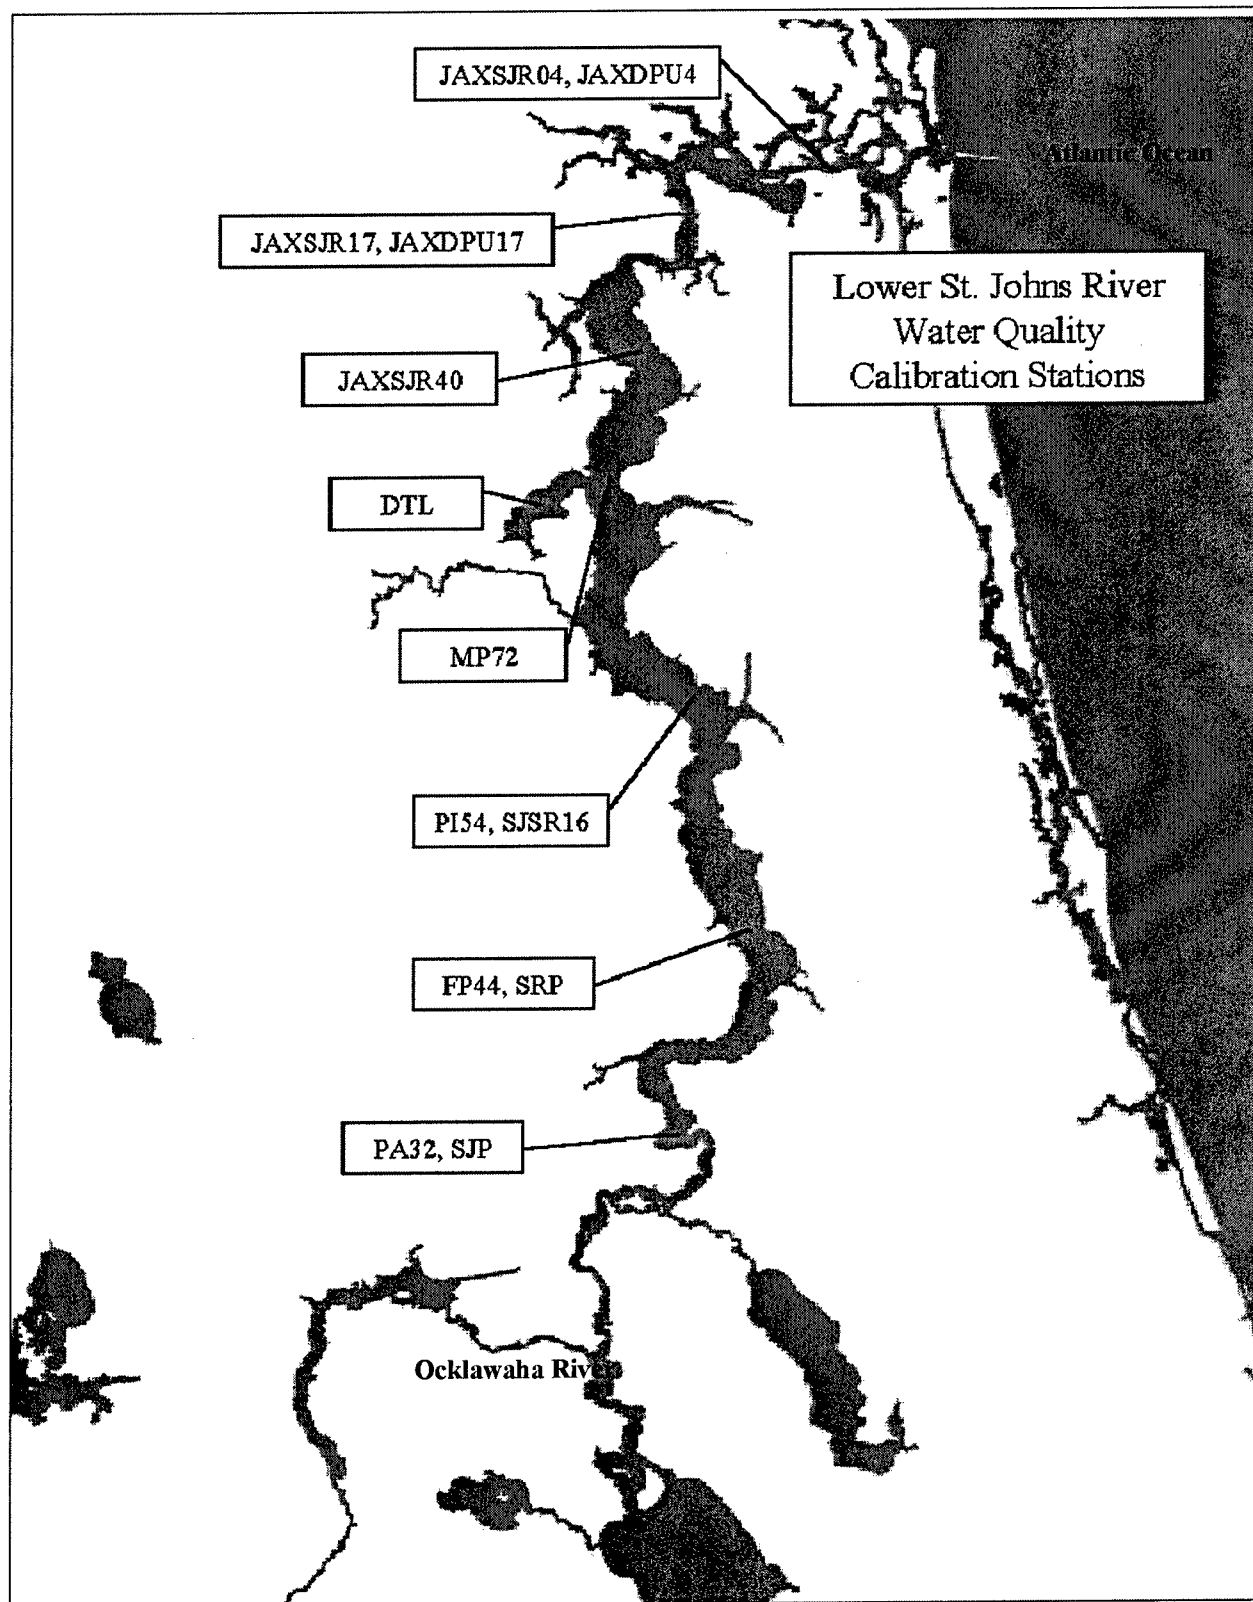 JAXSJR04, JAXDPU4
Atlantic Ocean
JAXSJR17, JAXDPU17
Lower St. Johns River
Water Quality
Calibration Stations
JAXSJR40
DTL
MP72
PI54, SJSR16
FP44, SRP
PA32, SJP
Ocklawaha River